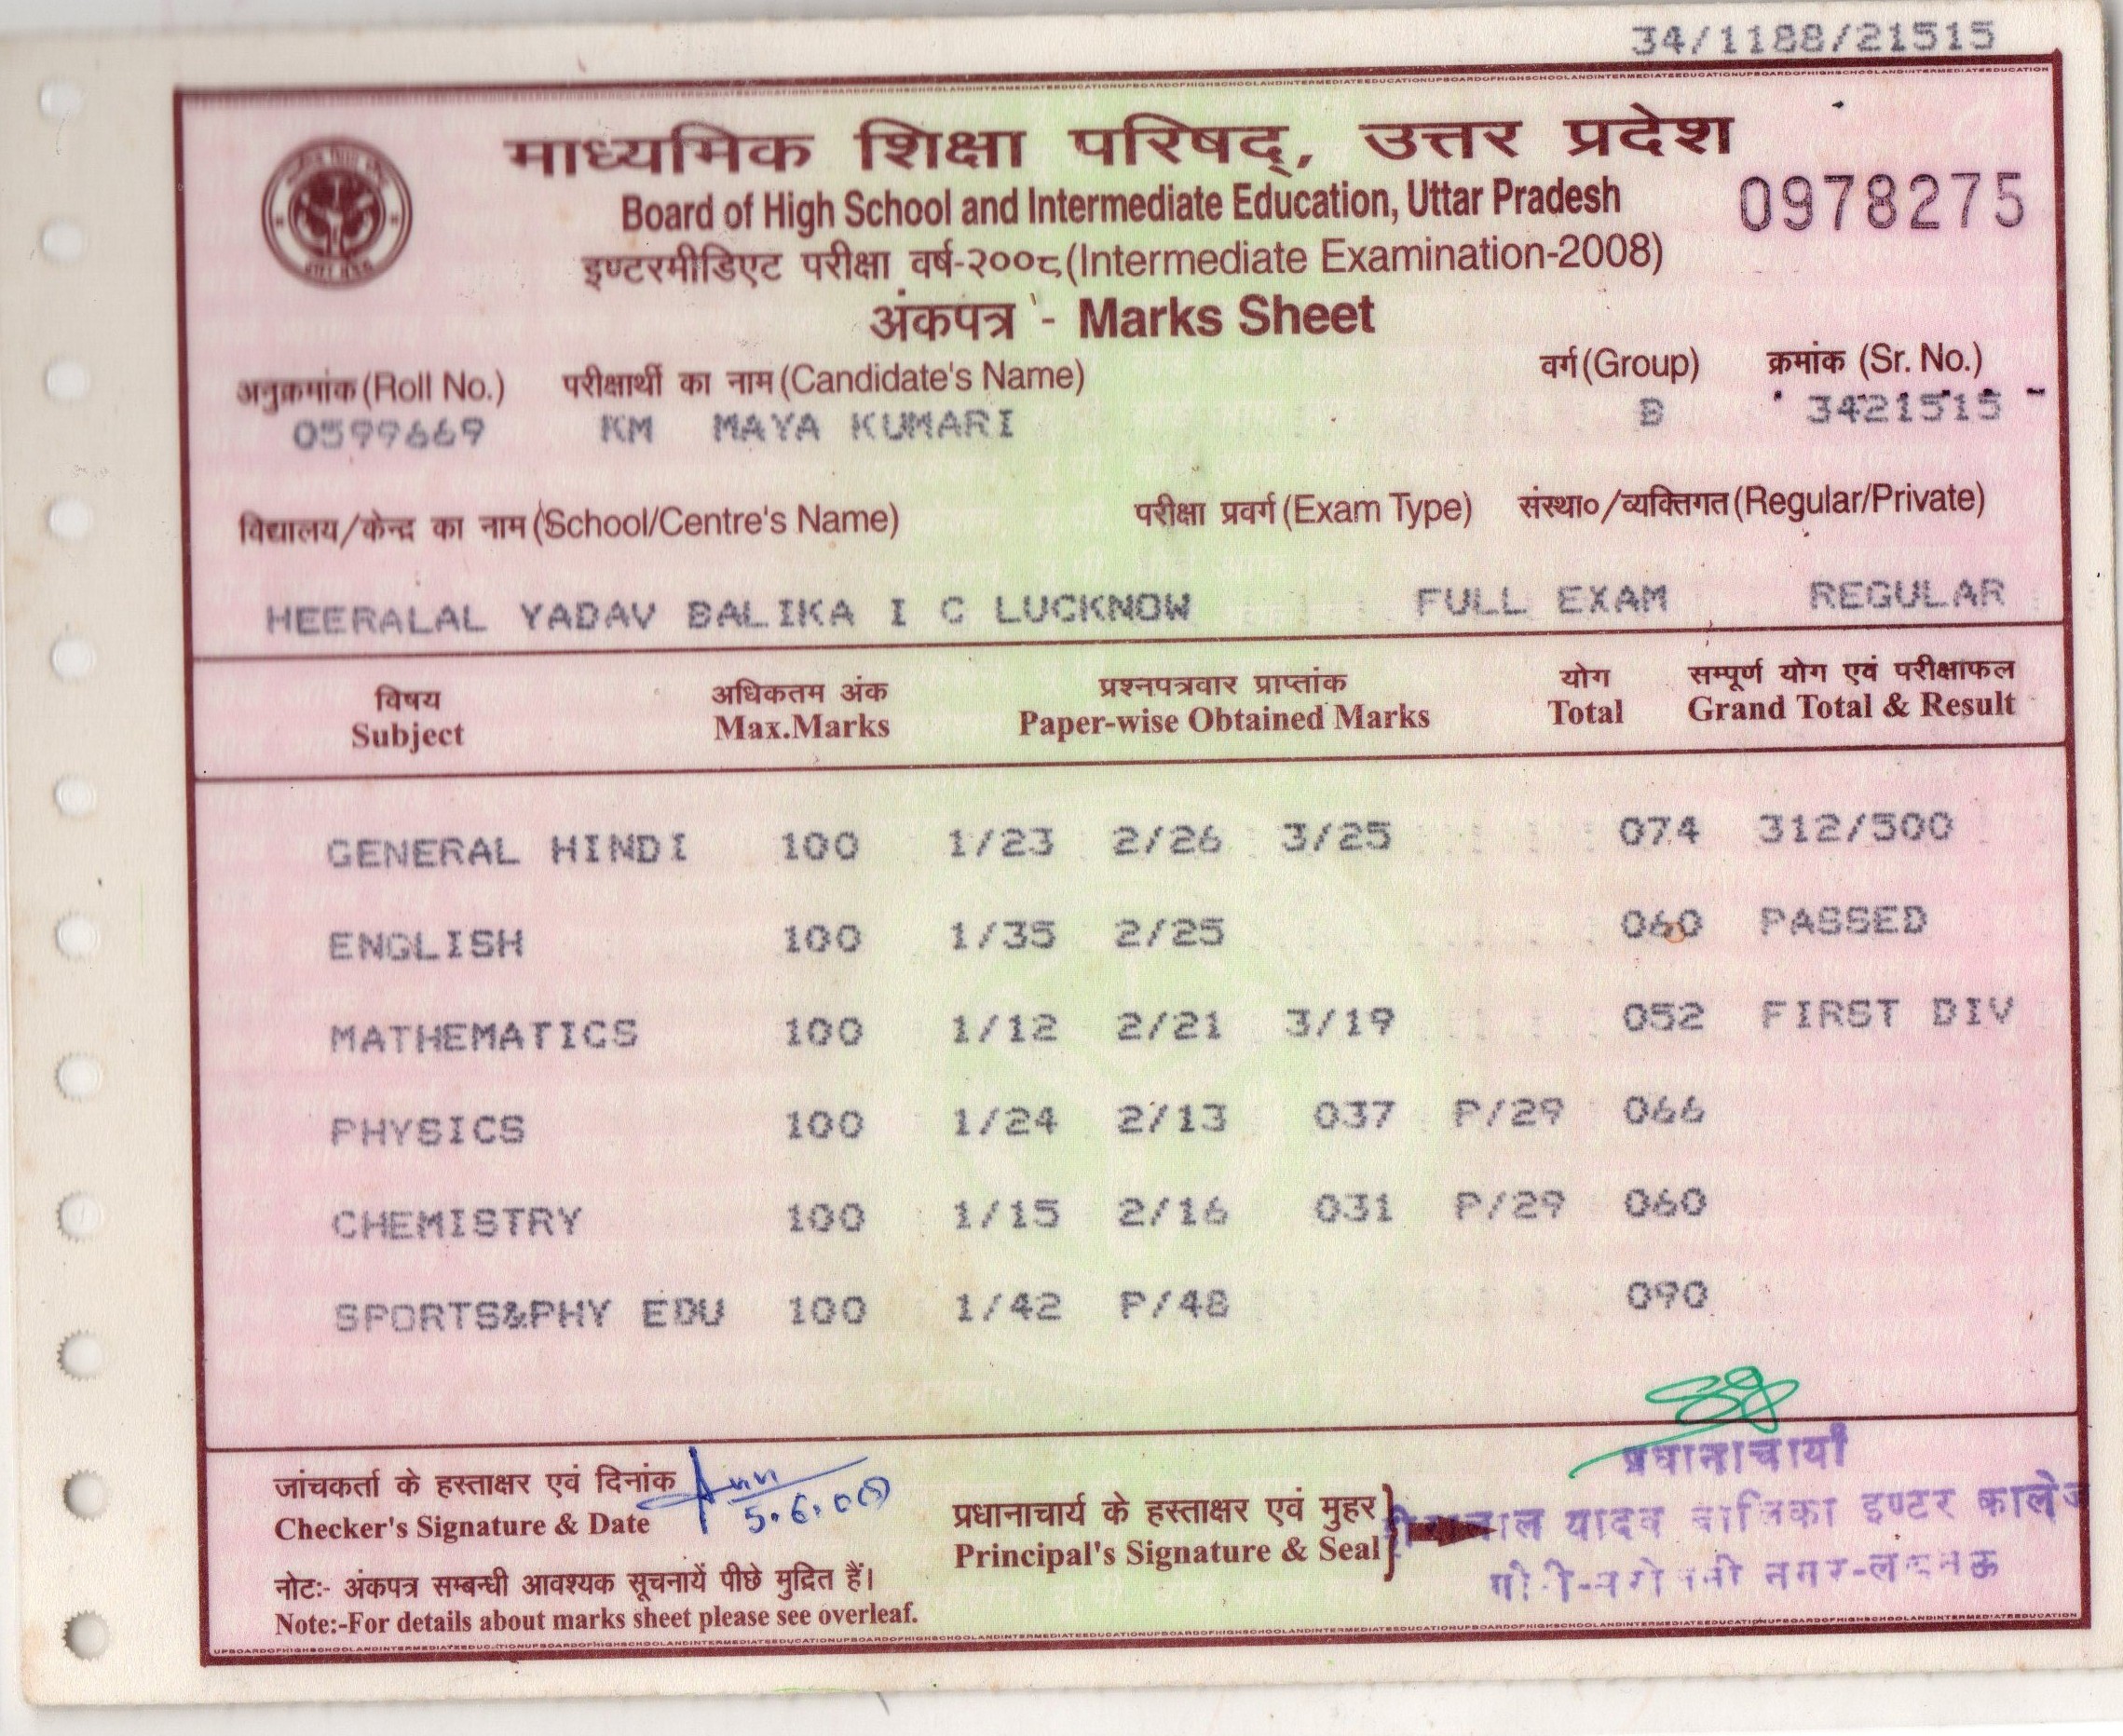 34/1188/21515
माध्यमिक शिक्षा परिषद्, उत्तर प्रदेश
Board of High School and Intermediate Education, Uttar Pradesh
0978275
इण्टरमीडिएट परीक्षा वर्ष-२००८(Intermediate Examination-2008)
अंकपत्र - Marks Sheet
अनुक्रमांक (Roll No.) परीक्षार्थी का नाम (Candidate's Name) वर्ग (Group) क्रमांक (Sr. No.)
0599669 KM MAYA KUMARI B 3421515
विद्यालय/केन्द्र का नाम (School/Centre's Name) परीक्षा प्रवर्ग (Exam Type) संस्था०/व्यक्तिगत (Regular/Private)
HEERALAL YADAV BALIKA I C LUCKNOW FULL EXAM REGULAR
विषय अधिकतम अंक प्रश्नपत्रवार प्राप्तांक योग सम्पूर्ण योग एवं परीक्षाफल
Subject Max.Marks Paper-wise Obtained Marks Total Grand Total & Result
GENERAL HINDI 100 1/23 2/26 3/25 074 312/500
ENGLISH 100 1/35 2/25 060 PASSED
MATHEMATICS 100 1/12 2/21 3/19 052 FIRST DIV
PHYSICS 100 1/24 2/13 037 P/29 066
CHEMISTRY 100 1/15 2/16 031 P/29 060
SPORTS&PHY EDU 100 1/42 P/48 090
जांचकर्ता के हस्ताक्षर एवं दिनांक
Checker's Signature & Date
5.6.08
प्रधानाचार्य के हस्ताक्षर एवं मुहर
Principal's Signature & Seal
प्रधानाचार्या
यादव बालिका इण्टर कालेज
नगर-लखनऊ
नोटः- अंकपत्र सम्बन्धी आवश्यक सूचनायें पीछे मुद्रित हैं।
Note:-For details about marks sheet please see overleaf.